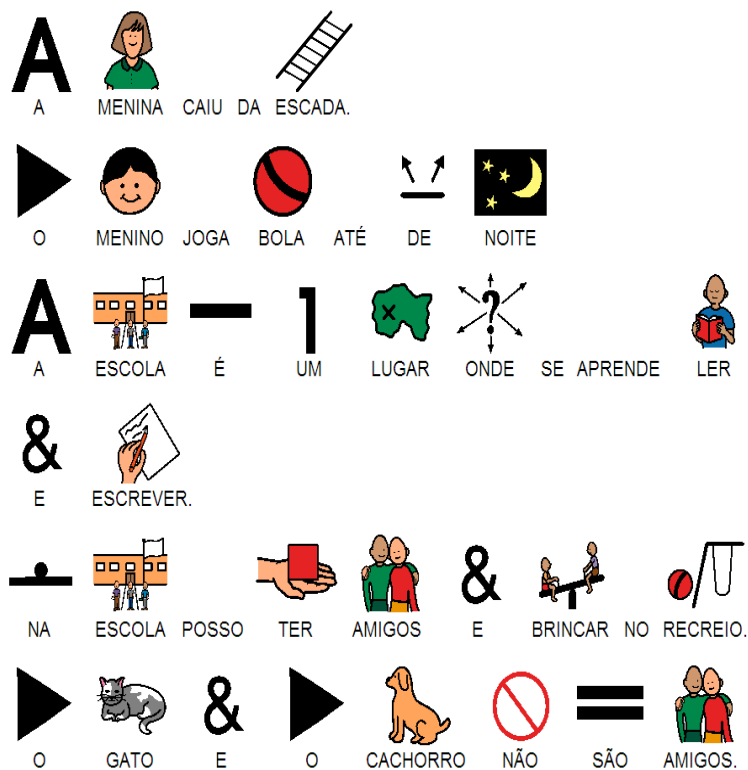 A MENINA CAIU DA ESCADA.
O MENINO JOGA BOLA ATÉ DE NOITE
A ESCOLA É UM LUGAR ONDE SE APRENDE LER
E ESCREVER.
NA ESCOLA POSSO TER AMIGOS E BRINCAR NO RECREIO.
O GATO E O CACHORRO NÃO SÃO AMIGOS.